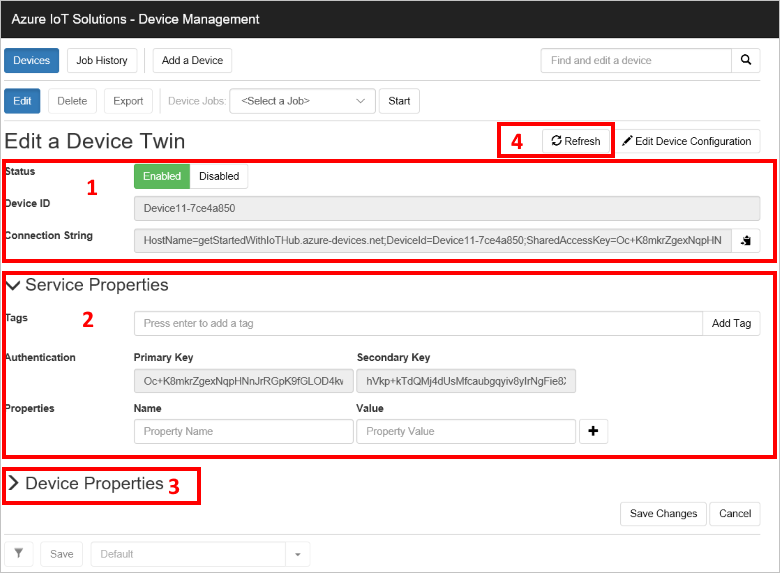 Azure IoT Solutions - Device Management
Devices Job History Add a Device Find and edit a device
Edit Delete Export Device Jobs: <Select a Job> Start
Edit a Device Twin 4 Refresh Edit Device Configuration
Status 1 Enabled Disabled
Device ID Device11-7ce4a850
Connection String HostName=getStartedWithIoTHub.azure-devices.net;DeviceId=Device11-7ce4a850;SharedAccessKey=Oc+K8mkrZgexNqpHN
Service Properties
Tags 2 Press enter to add a tag Add Tag
Authentication Primary Key Secondary Key
Oc+K8mkrZgexNqpHNnJrRGpK9fGLOD4kw hVkp+kTdQMj4dUsMfcaubgqyiv8yIrNgFie8X
Properties Name Value
Property Name Property Value
Device Properties 3
Save Changes Cancel
Save Default